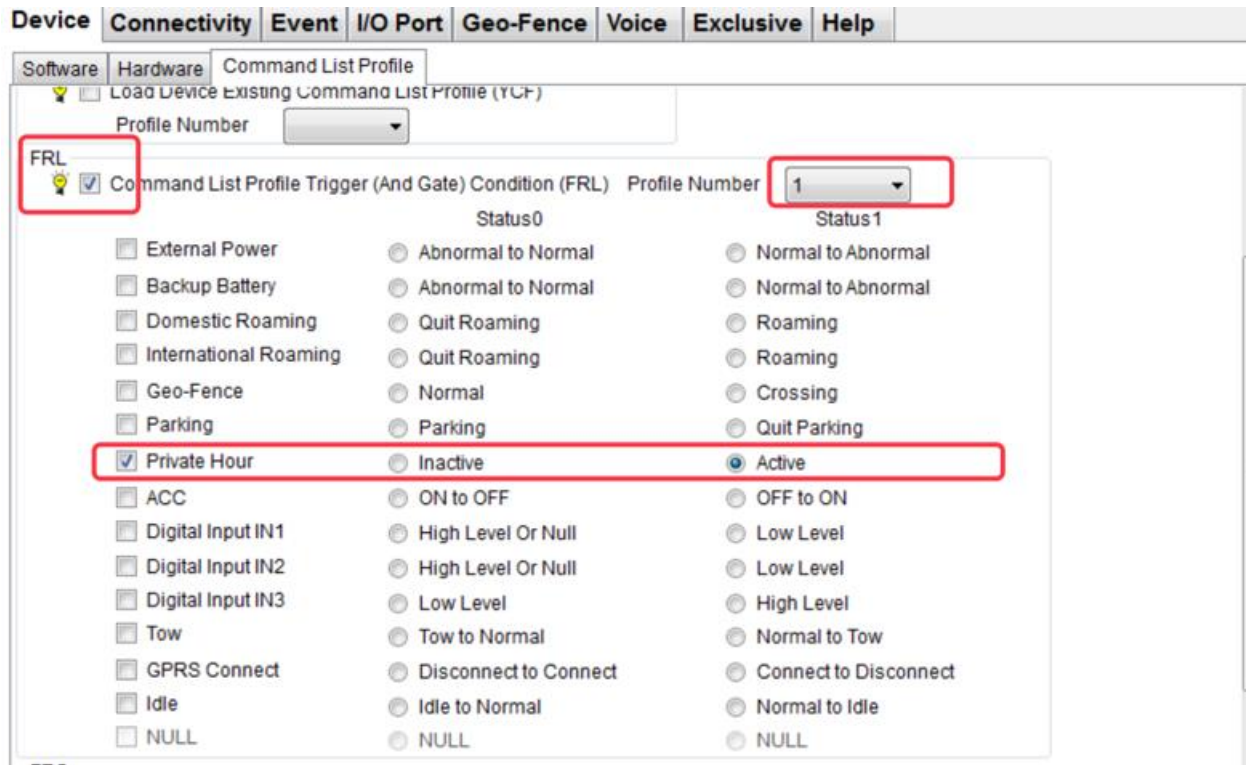 Device Connectivity Event I/O Port Geo-Fence Voice Exclusive Help
Software Hardware Command List Profile
Load Device Existing Command List Profile (YCF)
Profile Number
FRL
Command List Profile Trigger (And Gate) Condition (FRL) Profile Number 1
Status0 Status1
External Power Abnormal to Normal Normal to Abnormal
Backup Battery Abnormal to Normal Normal to Abnormal
Domestic Roaming Quit Roaming Roaming
International Roaming Quit Roaming Roaming
Geo-Fence Normal Crossing
Parking Parking Quit Parking
Private Hour Inactive Active
ACC ON to OFF OFF to ON
Digital Input IN1 High Level Or Null Low Level
Digital Input IN2 High Level Or Null Low Level
Digital Input IN3 Low Level High Level
Tow Tow to Normal Normal to Tow
GPRS Connect Disconnect to Connect Connect to Disconnect
Idle Idle to Normal Normal to Idle
NULL NULL NULL